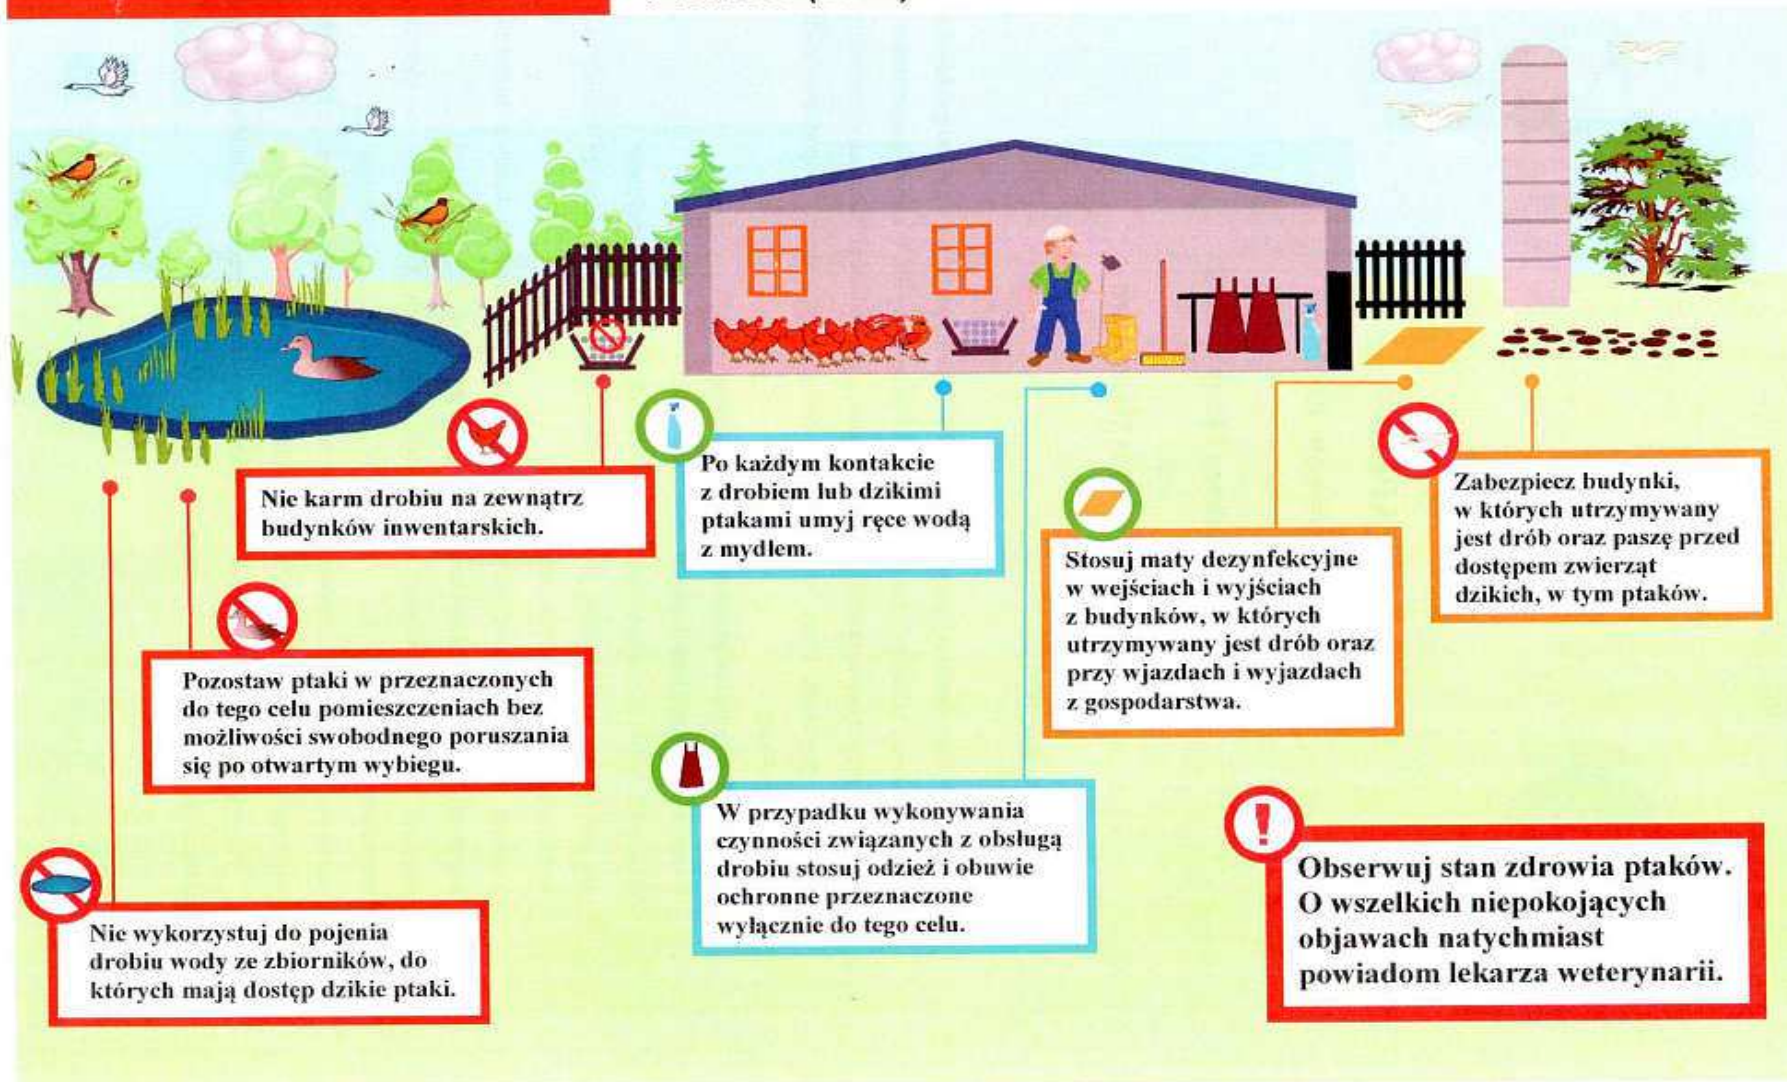 Nie karm drobiu na zewnątrz
budynków inwentarskich.
Po każdym kontakcie
z drobiem lub dzikimi
ptakami umyj ręce wodą
z mydłem.
Stosuj maty dezynfekcyjne
w wejściach i wyjściach
z budynków, w których
utrzymywany jest drób oraz
przy wjazdach i wyjazdach
z gospodarstwa.
Zabezpiecz budynki,
w których utrzymywany
jest drób oraz paszę przed
dostępem zwierząt
dzikich, w tym ptaków.
Pozostaw ptaki w przeznaczonych
do tego celu pomieszczeniach bez
możliwości swobodnego poruszania
się po otwartym wybiegu.
W przypadku wykonywania
czynności związanych z obsługą
drobiu stosuj odzież i obuwie
ochronne przeznaczone
wyłącznie do tego celu.
Nie wykorzystuj do pojenia
drobiu wody ze zbiorników, do
których mają dostęp dzikie ptaki.
Obserwuj stan zdrowia ptaków.
O wszelkich niepokojących
objawach natychmiast
powiadom lekarza weterynarii.